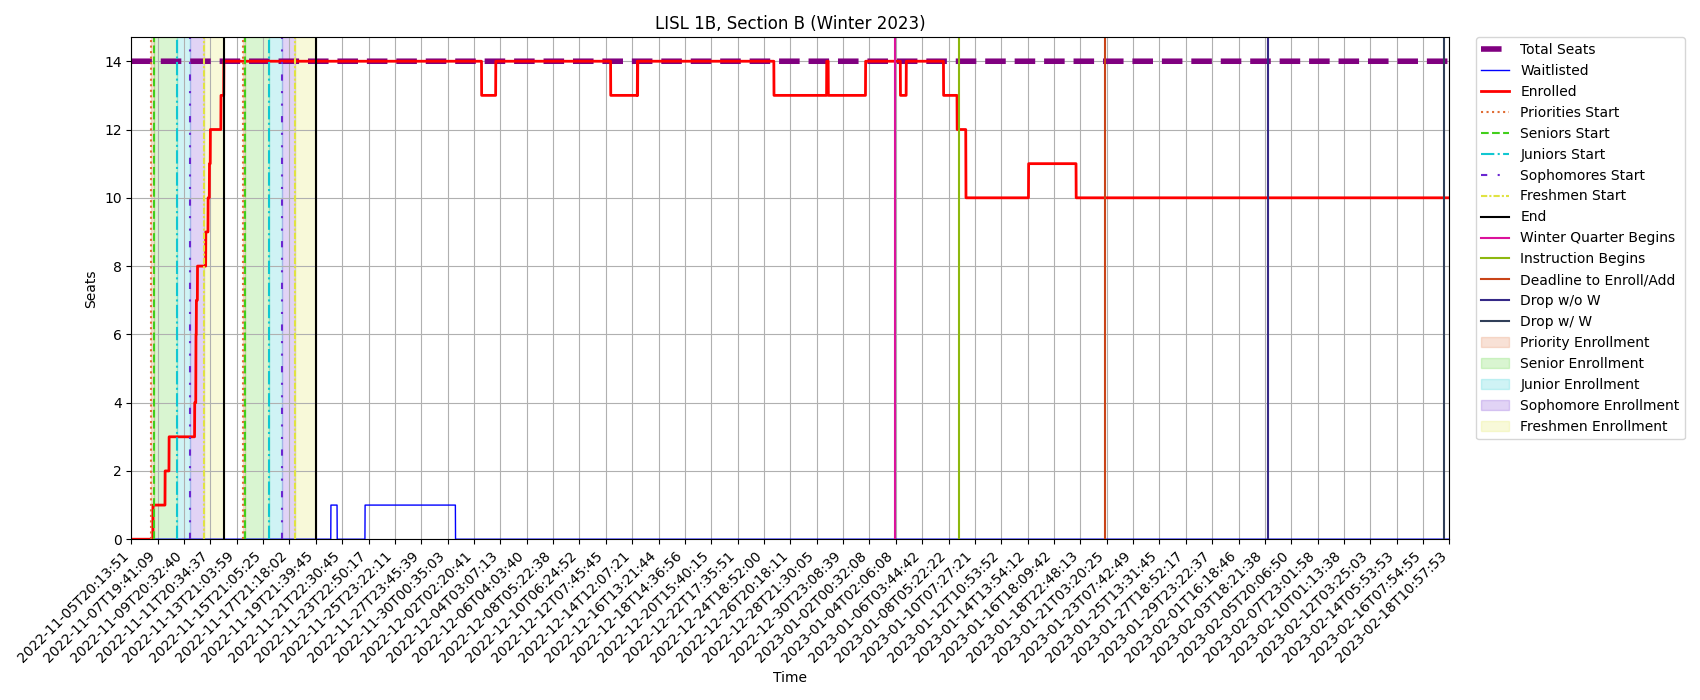 LISL 1B, Section B (Winter 2023)
Total Seats
Waitlisted
Enrolled
Priorities Start
Seniors Start
Juniors Start
Sophomores Start
Freshmen Start
End
Winter Quarter Begins
Instruction Begins
Deadline to Enroll/Add
Drop w/o W
Drop w/ W
Priority Enrollment
Senior Enrollment
Junior Enrollment
Sophomore Enrollment
Freshmen Enrollment
Seats
14
12
10
8
6
4
2
0
2022-11-05T20:13:51
2022-11-07T19:41:09
2022-11-09T20:32:40
2022-11-11T20:34:37
2022-11-13T21:03:59
2022-11-15T21:05:25
2022-11-17T21:18:02
2022-11-19T21:39:45
2022-11-21T22:30:45
2022-11-23T22:50:17
2022-11-25T23:22:11
2022-11-27T23:45:39
2022-11-30T00:35:03
2022-12-02T02:20:41
2022-12-04T03:07:13
2022-12-06T04:03:40
2022-12-08T05:22:38
2022-12-10T06:24:52
2022-12-12T07:45:45
2022-12-14T12:07:21
2022-12-16T13:21:44
2022-12-18T14:36:56
2022-12-20T15:40:15
2022-12-22T17:35:51
2022-12-24T18:52:00
2022-12-26T20:18:11
2022-12-28T21:30:05
2022-12-30T23:08:39
2023-01-02T00:32:08
2023-01-04T02:06:08
2023-01-06T03:44:42
2023-01-08T05:22:22
2023-01-10T07:27:21
2023-01-12T10:53:52
2023-01-14T13:54:12
2023-01-16T18:09:42
2023-01-18T22:48:13
2023-01-21T03:20:25
2023-01-23T07:42:49
2023-01-25T13:31:45
2023-01-27T18:52:17
2023-01-29T23:22:37
2023-02-01T16:18:46
2023-02-03T18:21:38
2023-02-05T20:06:50
2023-02-07T23:01:58
2023-02-10T01:13:38
2023-02-12T03:25:03
2023-02-14T05:53:53
2023-02-16T07:54:55
2023-02-18T10:57:53
Time